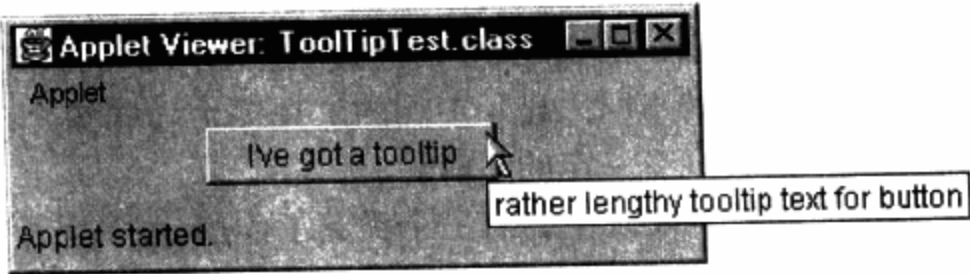 Applet Viewer: ToolTipTest.class
Applet
I've got a tooltip
rather lengthy tooltip text for button
Applet started.